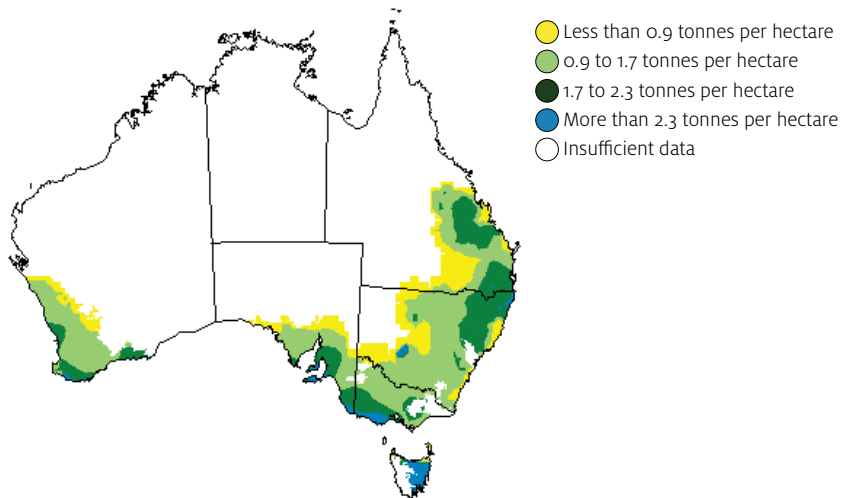 Less than 0.9 tonnes per hectare
0.9 to 1.7 tonnes per hectare
1.7 to 2.3 tonnes per hectare
More than 2.3 tonnes per hectare
Insufficient data